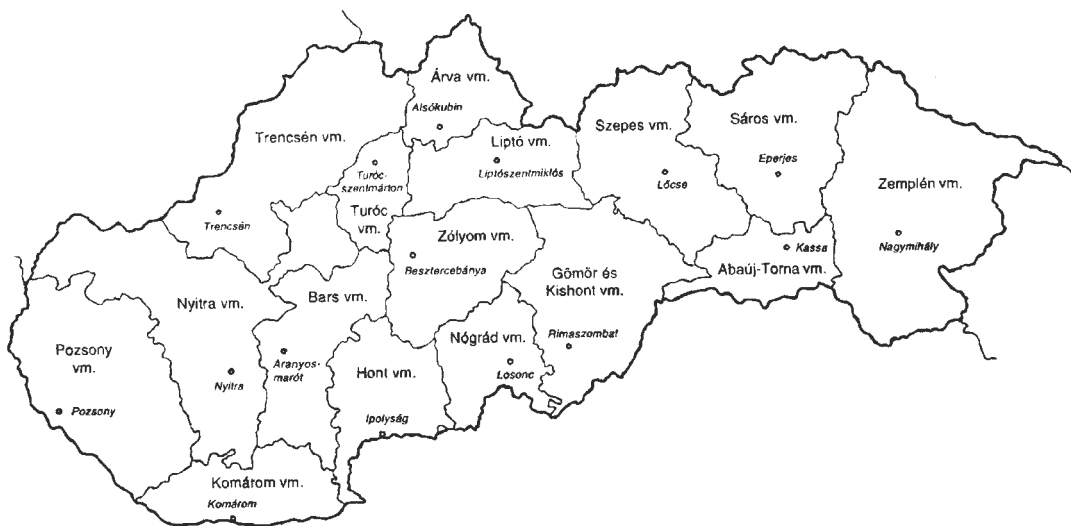 Árva vm.
Alsókubin
Trencsén vm.
Trencsén
Turóc-
szentmárton
Turóc
vm.
Liptó vm.
Liptószentmiklós
Szepes vm.
Lőcse
Sáros vm.
Eperjes
Zemplén vm.
Nagymihály
Kassa
Abaúj-Torna vm.
Zólyom vm.
Besztercebánya
Gömör és
Kishont vm.
Rimaszombat
Nyitra vm.
Nyitra
Bars vm.
Aranyos-
marót
Pozsony
vm.
Pozsony
Hont vm.
Ipolyság
Nógrád vm.
Losonc
Komárom vm.
Komárom